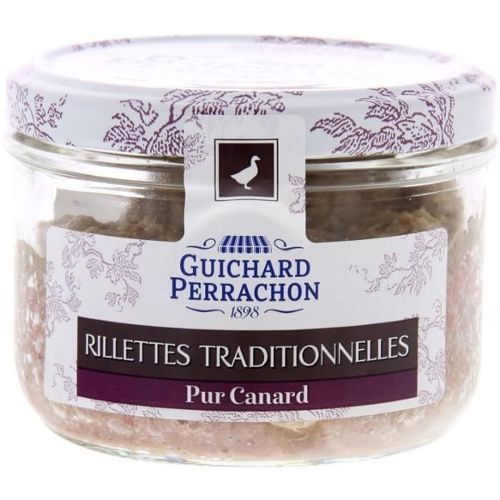 GUICHARD
PERRACHON
1898
RILLETTES TRADITIONNELLES
Pur Canard